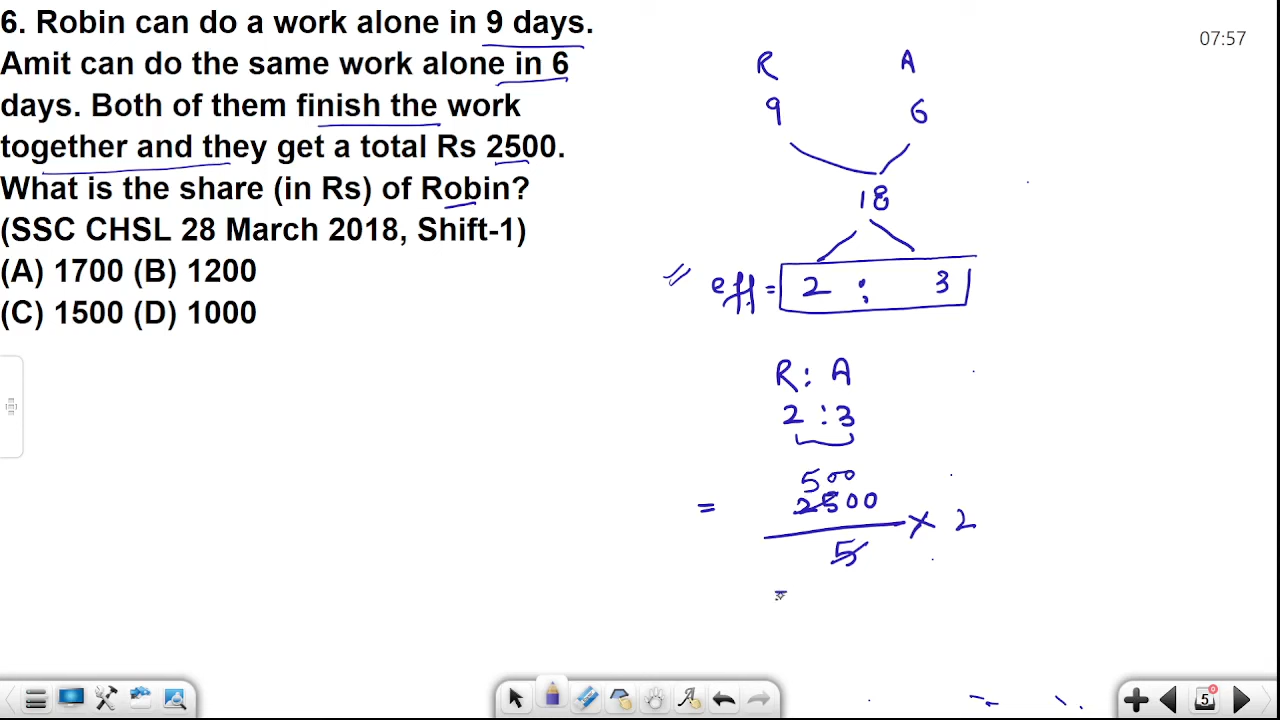 6. Robin can do a work alone in 9 days.
Amit can do the same work alone in 6
days. Both of them finish the work
together and they get a total Rs 2500.
What is the share (in Rs) of Robin?
(SSC CHSL 28 March 2018, Shift-1)
(A) 1700 (B) 1200
(C) 1500 (D) 1000
07:57
R A
9 6
18
eff = 2 : 3
R : A
2 : 3
500
= 2500 × 2
5
=
5